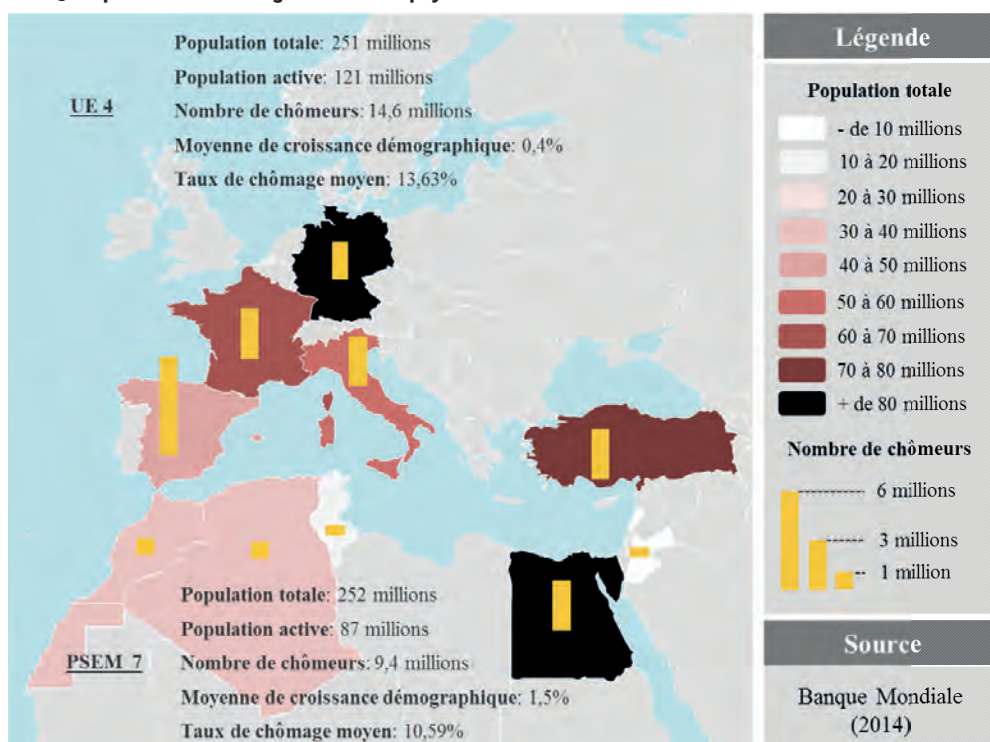 Population totale: 251 millions
Population active: 121 millions
UE 4
Nombre de chômeurs: 14,6 millions
Moyenne de croissance démographique: 0,4%
Taux de chômage moyen: 13,63%
Population totale: 252 millions
Population active: 87 millions
PSEM 7
Nombre de chômeurs: 9,4 millions
Moyenne de croissance démographique: 1,5%
Taux de chômage moyen: 10,59%
Légende
Population totale
- de 10 millions
10 à 20 millions
20 à 30 millions
30 à 40 millions
40 à 50 millions
50 à 60 millions
60 à 70 millions
70 à 80 millions
+ de 80 millions
Nombre de chômeurs
6 millions
3 millions
1 million
Source
Banque Mondiale
(2014)